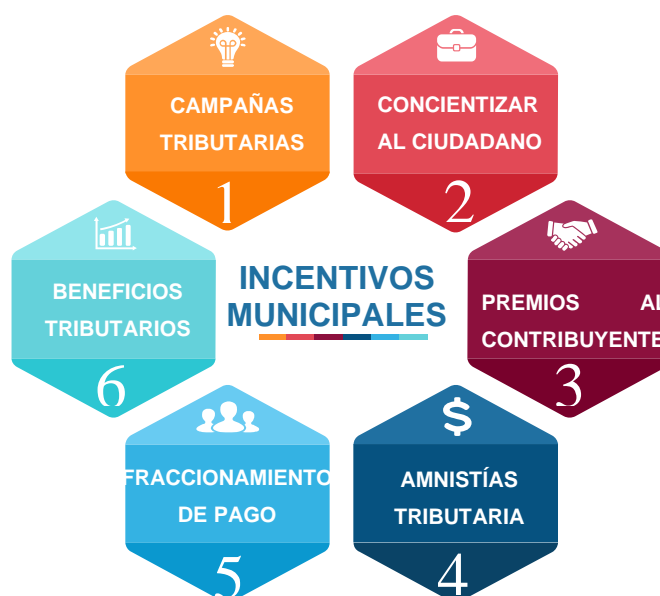 CAMPAÑAS
TRIBUTARIAS
1
CONCIENTIZAR
AL CIUDADANO
2
INCENTIVOS
MUNICIPALES
PREMIOS AL
CONTRIBUYENTE
3
AMNISTÍAS
TRIBUTARIA
4
FRACCIONAMIENTO
DE PAGO
5
BENEFICIOS
TRIBUTARIOS
6